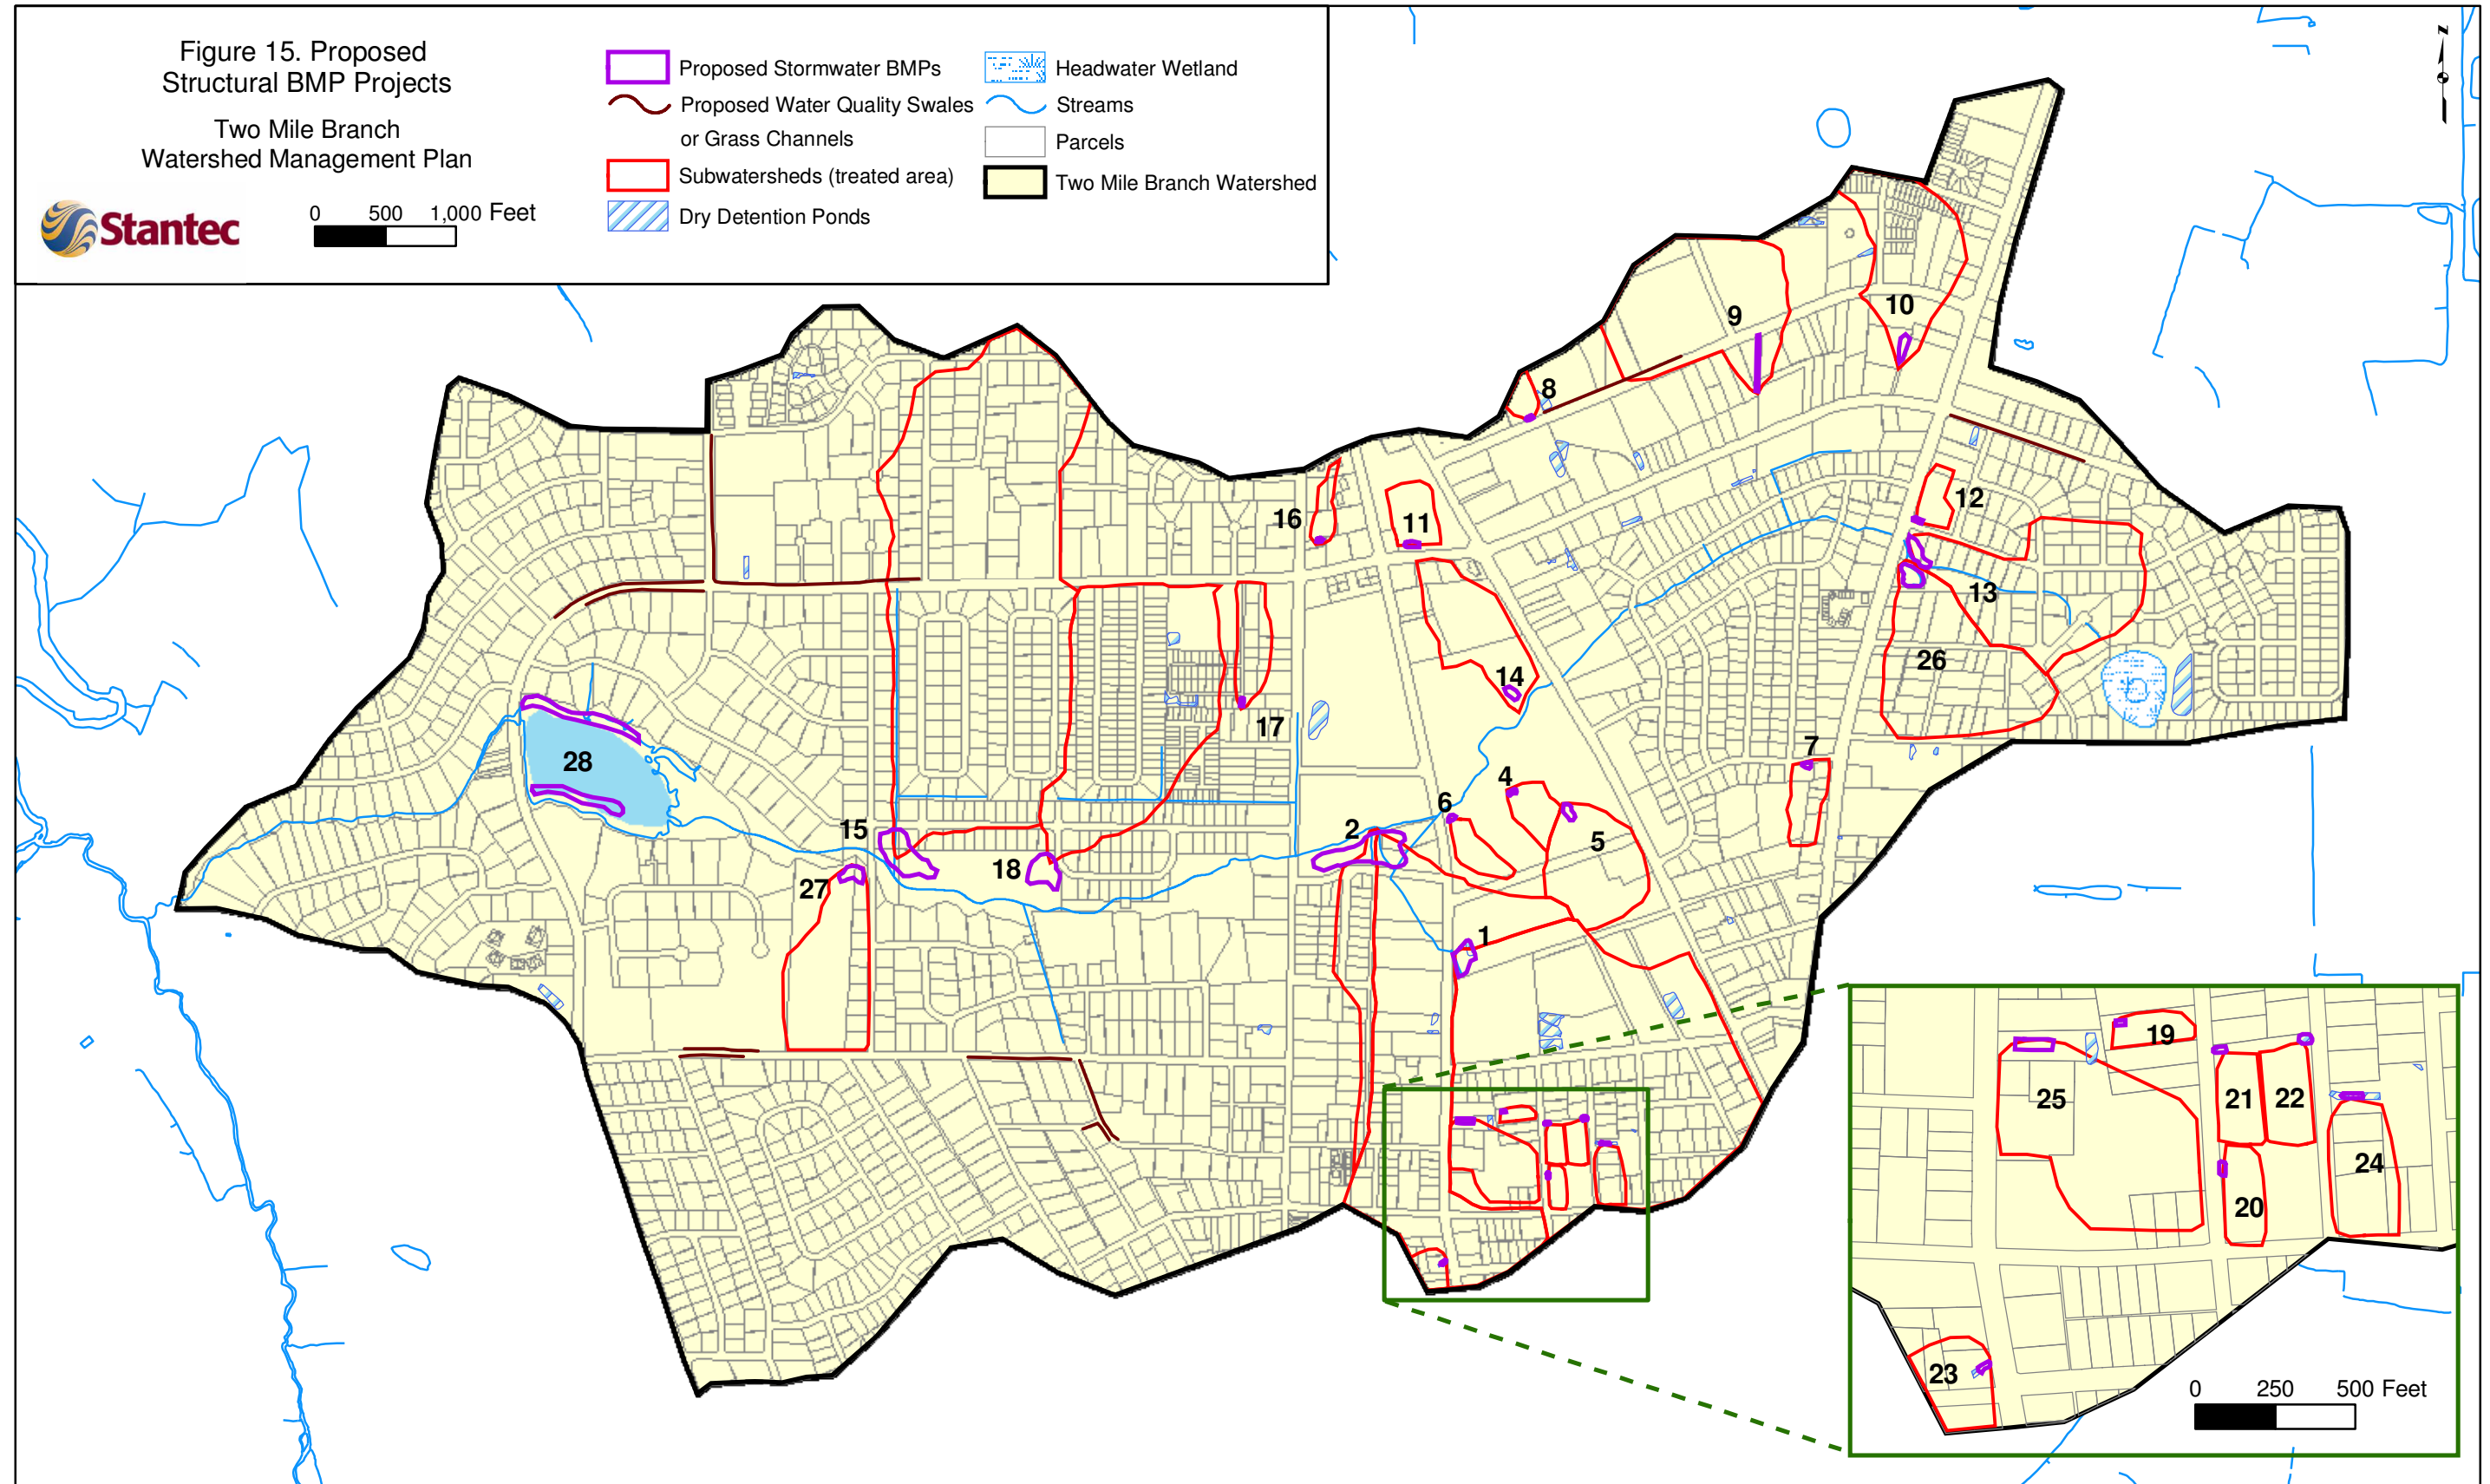 Figure 15. Proposed
Structural BMP Projects
Two Mile Branch
Watershed Management Plan
Stantec
0 500 1,000 Feet
Proposed Stormwater BMPs
Proposed Water Quality Swales
or Grass Channels
Subwatersheds (treated area)
Dry Detention Ponds
Headwater Wetland
Streams
Parcels
Two Mile Branch Watershed
N
9
10
8
12
16
11
13
26
14
17
28
7
4
6
2
5
15
18
27
1
19
25
21
22
24
20
23
0 250 500 Feet